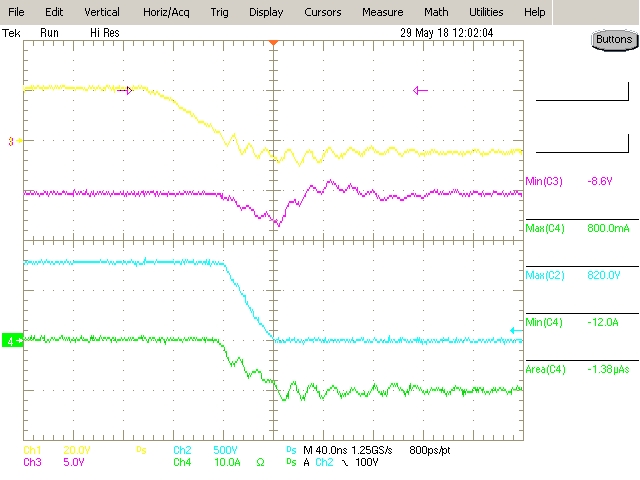 File Edit Vertical Horiz/Acq Trig Display Cursors Measure Math Utilities Help
Tek Run Hi Res 29 May 18 12:02:04
Buttons
3
Min(C3) -8.6V
Max(C4) 800.0mA
Max(C2) 820.0V
Min(C4) -12.0A
4
Area(C4) -1.38µAs
Ch1 20.0V Ds Ch2 500V Ds M 40.0ns 1.25GS/s 800ps/pt
Ch3 5.0V Ch4 10.0A Ω Ds A Ch2 100V